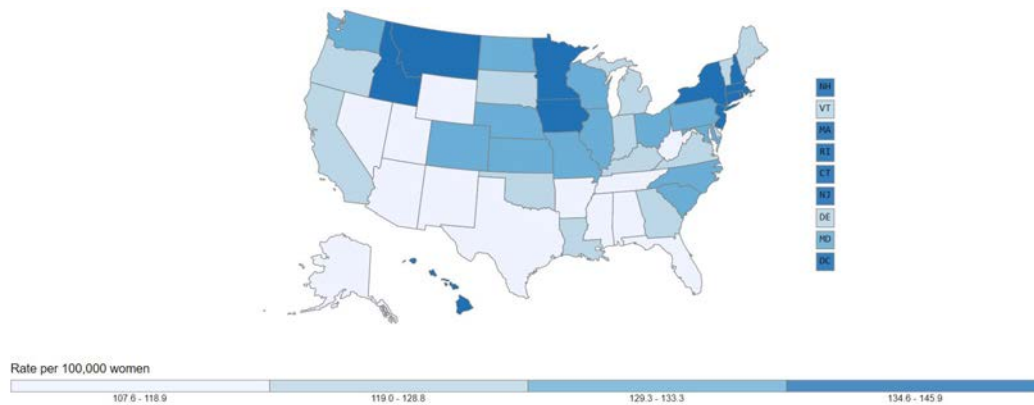 NH
VT
MA
RI
CT
NJ
DE
MD
DC
Rate per 100,000 women
107.6 - 118.9
119.0 - 128.8
129.3 - 133.3
134.6 - 145.9